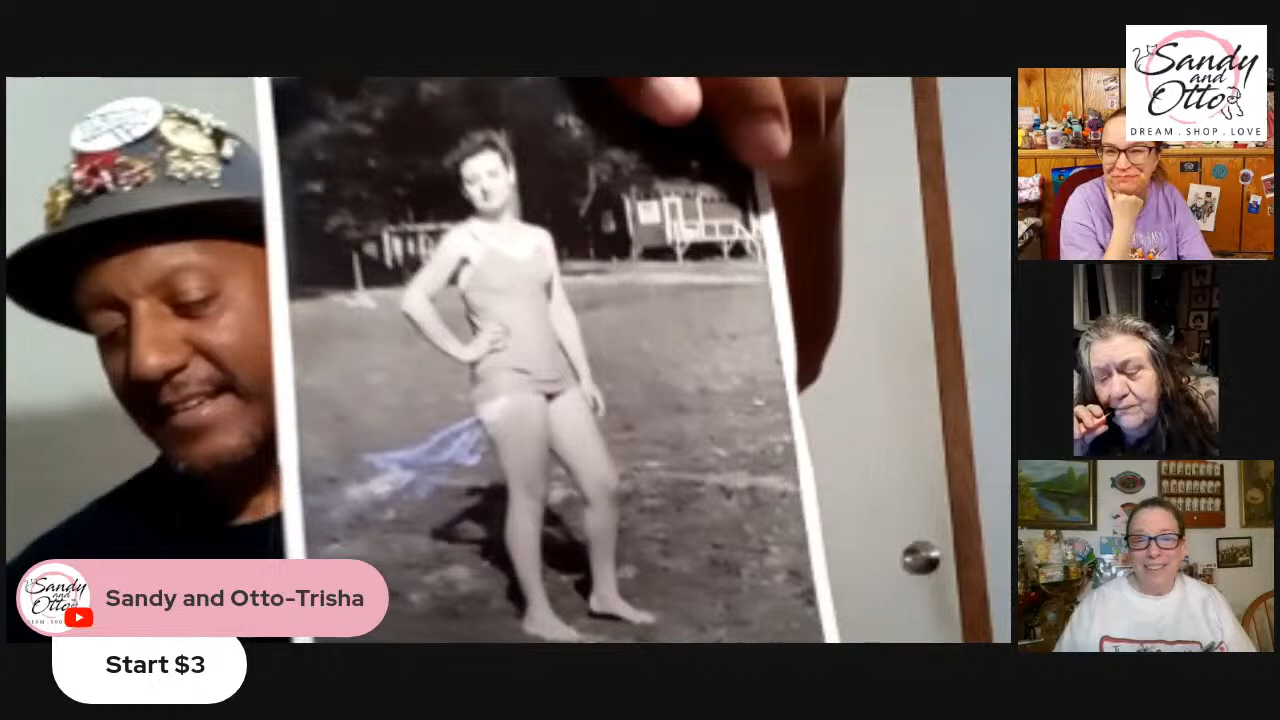 Sandy
and
Otto
DREAM . SHOP . LOVE
Sandy and Otto-Trisha
Start $3